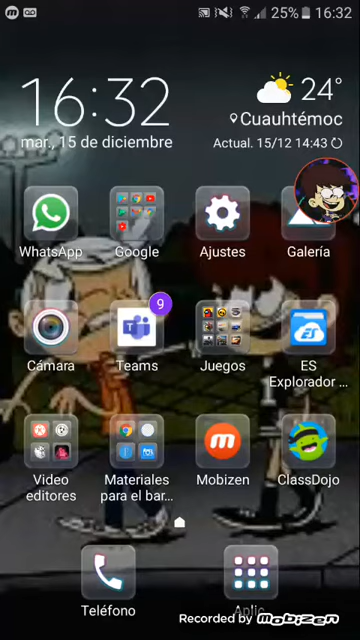 25% 16:32
16:32
mar., 15 de diciembre
24°
Cuauhtémoc
Actual. 15/12 14:43
WhatsApp
Google
Ajustes
Galería
9
Cámara
Teams
Juegos
ES
ES
Explorador ...
Video
editores
Materiales
para el bar...
Mobizen
ClassDojo
Teléfono
Aplic
Recorded by mobizen